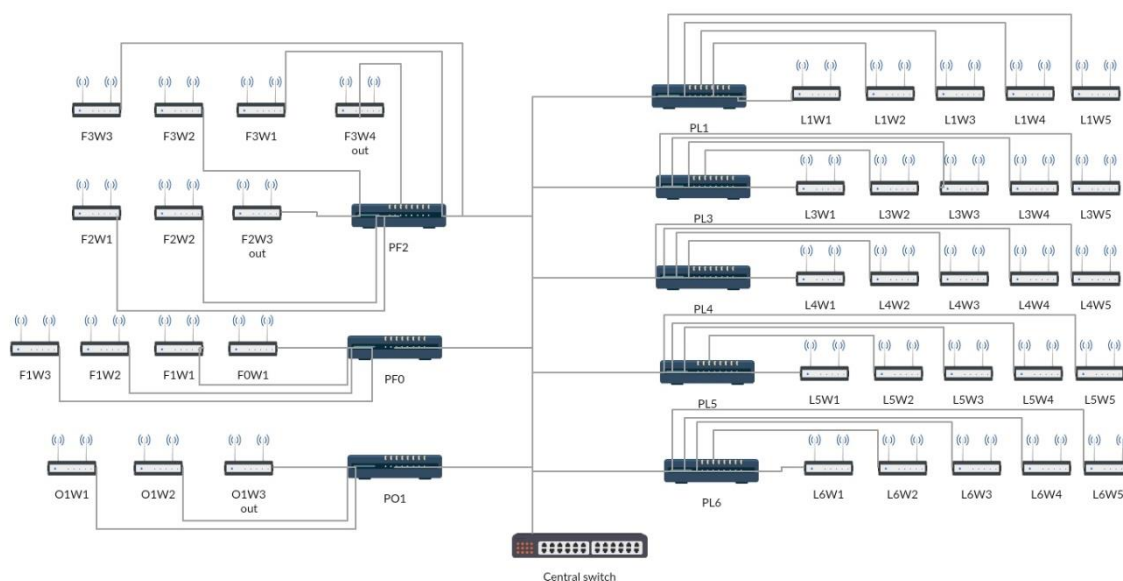 F3W3
F3W2
F3W1
F3W4
out
F2W1
F2W2
F2W3
out
PF2
F1W3
F1W2
F1W1
F0W1
PF0
O1W1
O1W2
O1W3
out
PO1
PL1
L1W1
L1W2
L1W3
L1W4
L1W5
PL3
L3W1
L3W2
L3W3
L3W4
L3W5
PL4
L4W1
L4W2
L4W3
L4W4
L4W5
PL5
L5W1
L5W2
L5W3
L5W4
L5W5
PL6
L6W1
L6W2
L6W3
L6W4
L6W5
Central switch